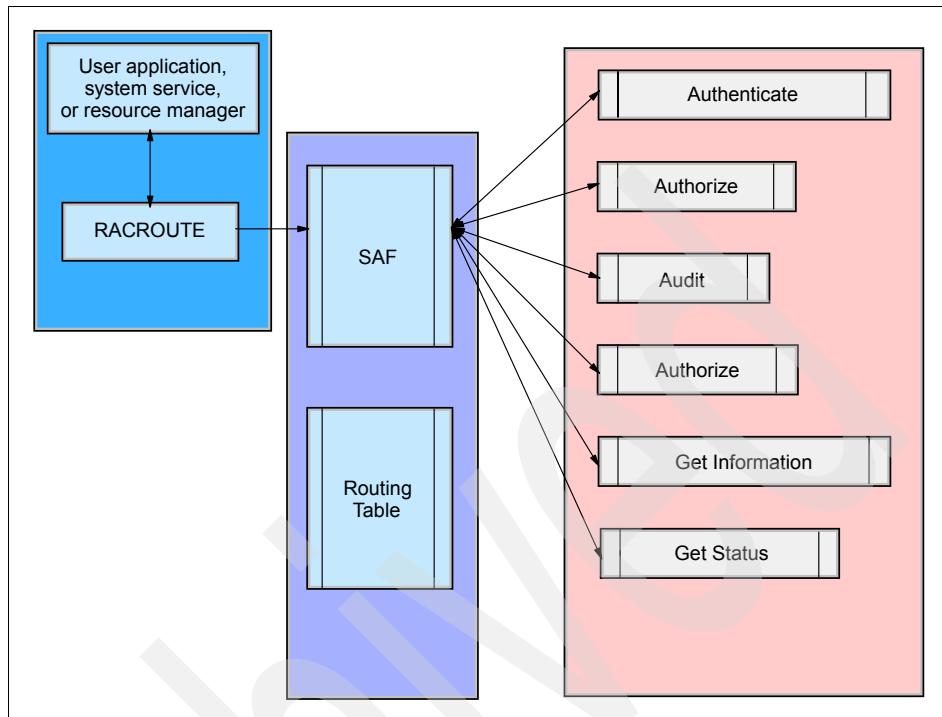 User application,
system service,
or resource manager
RACROUTE
SAF
Routing
Table
Authenticate
Authorize
Audit
Authorize
Get Information
Get Status